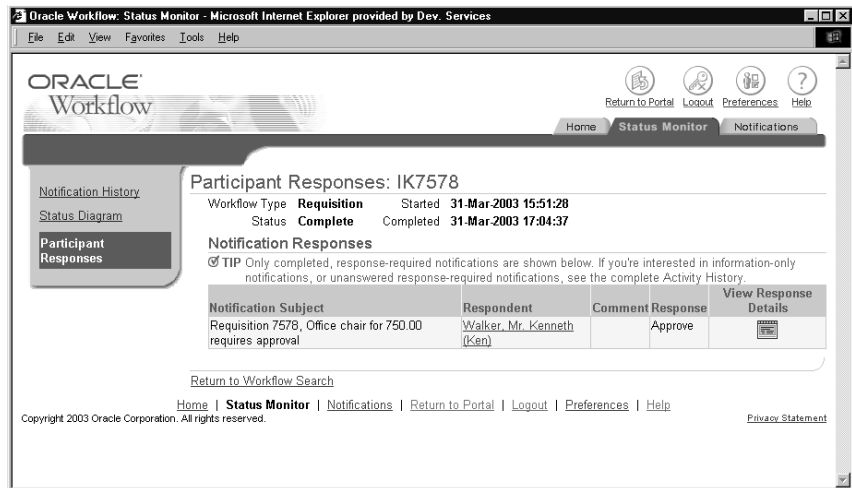 Oracle Workflow: Status Monitor - Microsoft Internet Explorer provided by Dev. Services
File Edit View Favorites Tools Help
ORACLE
Workflow
Return to Portal Logout Preferences Help
Home Status Monitor Notifications
Notification History
Status Diagram
Participant
Responses
Participant Responses: IK7578
Workflow Type Requisition Started 31-Mar-2003 15:51:28
Status Complete Completed 31-Mar-2003 17:04:37
Notification Responses
TIP Only completed, response-required notifications are shown below. If you're interested in information-only
notifications, or unanswered response-required notifications, see the complete Activity History.
View Response
Notification Subject Respondent Comment Response Details
Requisition 7578, Office chair for 750.00 Walker, Mr. Kenneth Approve
requires approval (Ken)
Return to Workflow Search
Home | Status Monitor | Notifications | Return to Portal | Logout | Preferences | Help
Copyright 2003 Oracle Corporation. All rights reserved. Privacy Statement